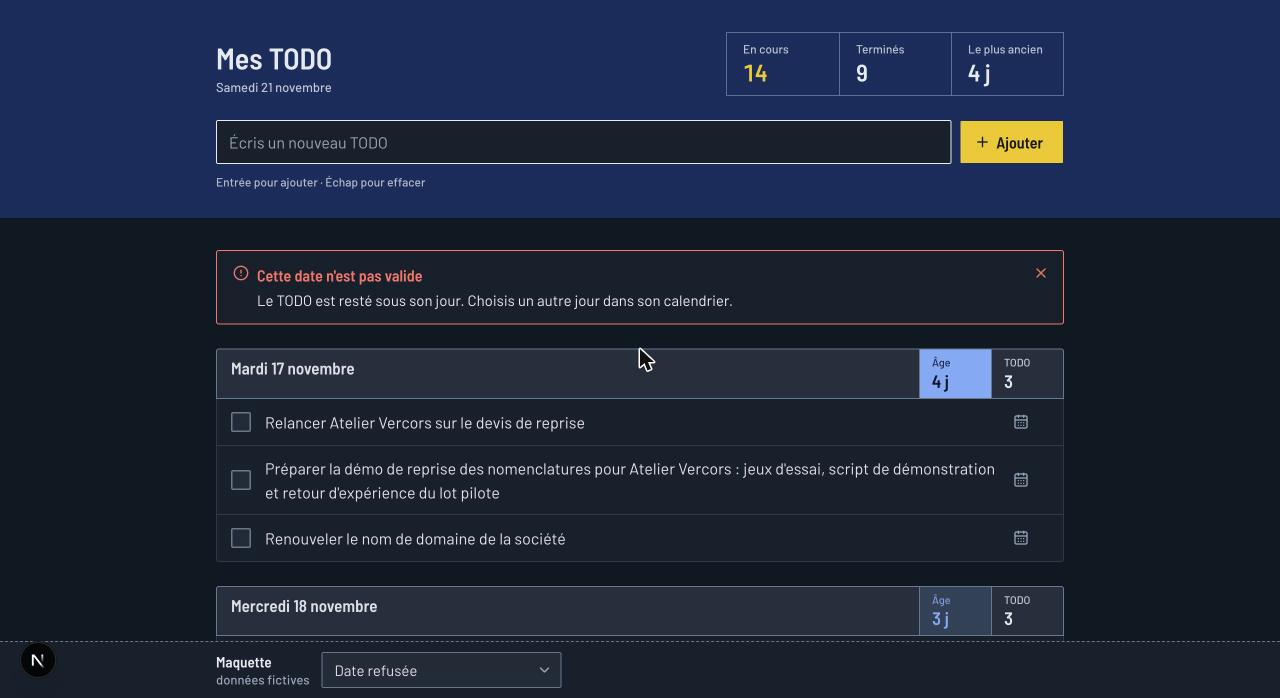 Mes TODO
Samedi 21 novembre
En cours
14
Terminés
9
Le plus ancien
4 j
Écris un nouveau TODO
+ Ajouter
Entrée pour ajouter · Échap pour effacer
Cette date n'est pas valide
Le TODO est resté sous son jour. Choisis un autre jour dans son calendrier.
Mardi 17 novembre
Âge
4 j
TODO
3
Relancer Atelier Vercors sur le devis de reprise
Préparer la démo de reprise des nomenclatures pour Atelier Vercors : jeux d'essai, script de démonstration
et retour d'expérience du lot pilote
Renouveler le nom de domaine de la société
Mercredi 18 novembre
Âge
3 j
TODO
3
N
Maquette
données fictives
Date refusée